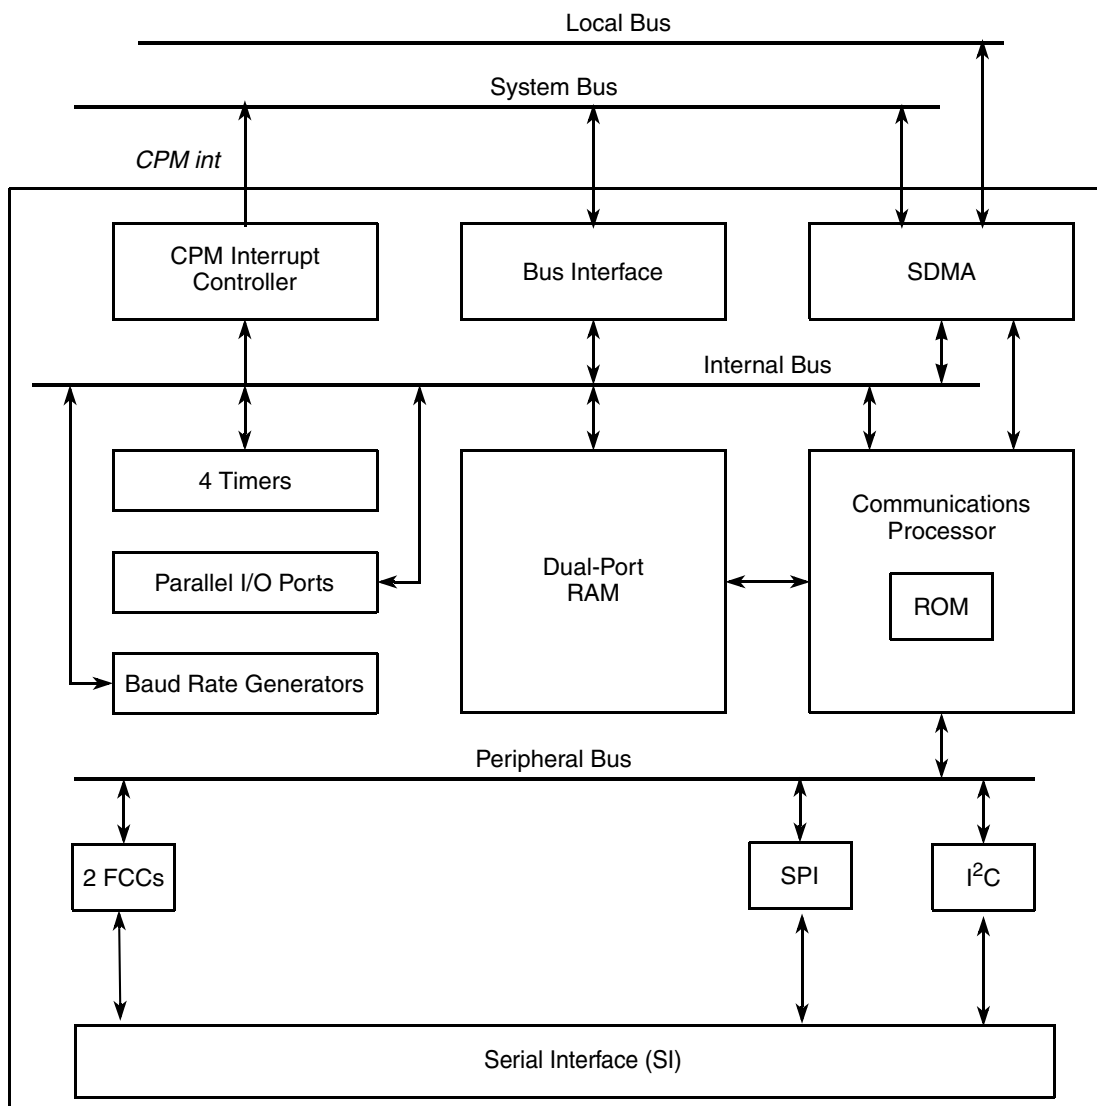 Local Bus
System Bus
CPM int
CPM Interrupt
Controller
Bus Interface
SDMA
Internal Bus
4 Timers
Parallel I/O Ports
Baud Rate Generators
Dual-Port
RAM
Communications
Processor
ROM
Peripheral Bus
2 FCCs
SPI
I²C
Serial Interface (SI)